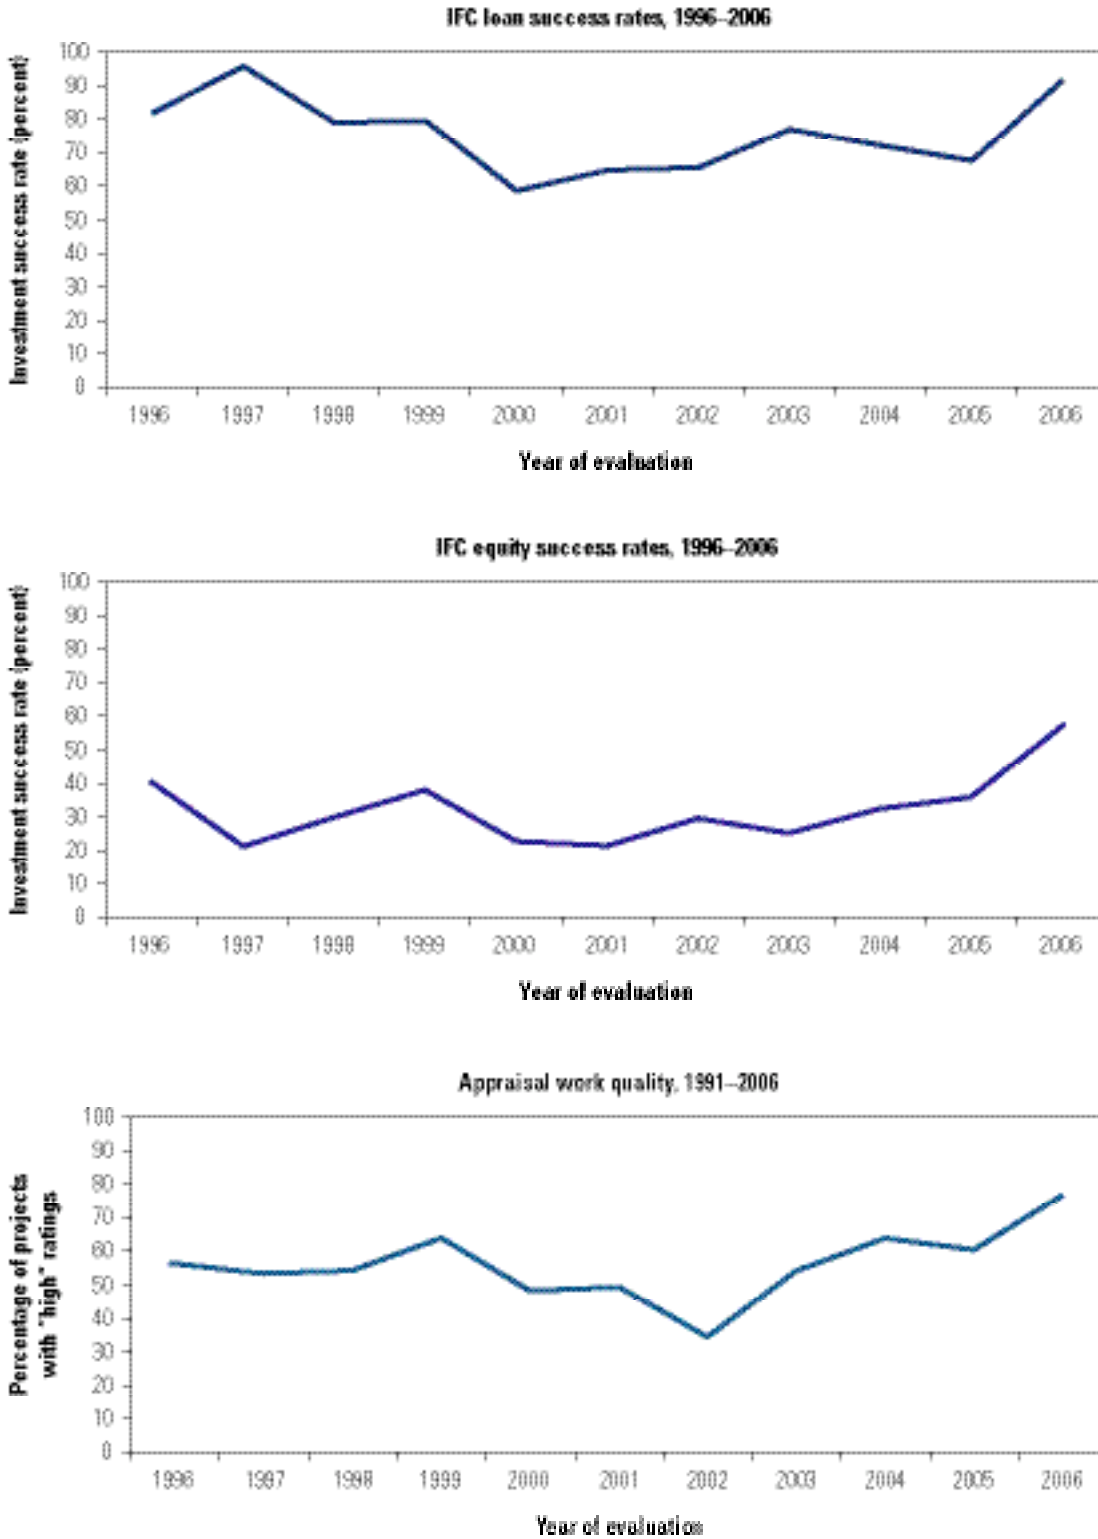 IFC loan success rates, 1996–2006
Investment success rate (percent)
100
90
80
70
60
50
40
30
20
10
0
1996 1997 1998 1999 2000 2001 2002 2003 2004 2005 2006
Year of evaluation
IFC equity success rates, 1996–2006
Investment success rate (percent)
100
90
80
70
60
50
40
30
20
10
0
1996 1997 1998 1999 2000 2001 2002 2003 2004 2005 2006
Year of evaluation
Appraisal work quality, 1991–2006
Percentage of projects
with "high" ratings
100
90
80
70
60
50
40
30
20
10
0
1996 1997 1998 1999 2000 2001 2002 2003 2004 2005 2006
Year of evaluation